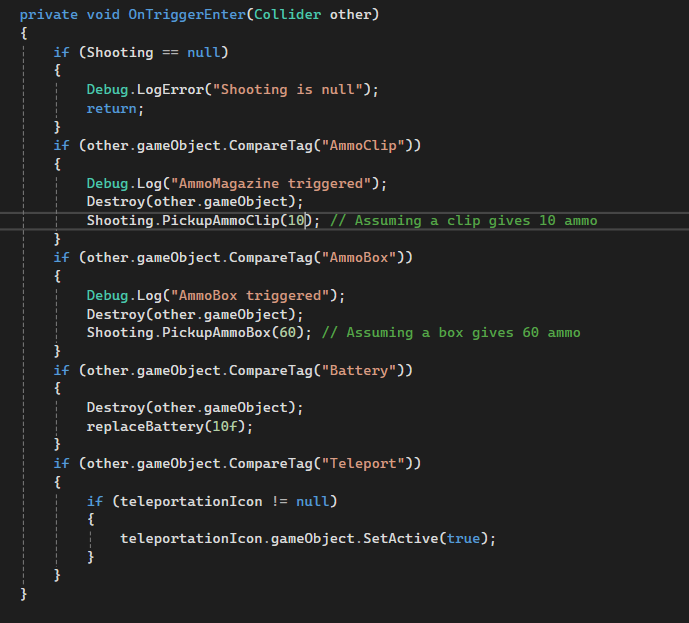 private void OnTriggerEnter(Collider other)
{
if (Shooting == null)
{
Debug.LogError("Shooting is null");
return;
}
if (other.gameObject.CompareTag("AmmoClip"))
{
Debug.Log("AmmoMagazine triggered");
Destroy(other.gameObject);
Shooting.PickupAmmoClip(10); // Assuming a clip gives 10 ammo
}
if (other.gameObject.CompareTag("AmmoBox"))
{
Debug.Log("AmmoBox triggered");
Destroy(other.gameObject);
Shooting.PickupAmmoBox(60); // Assuming a box gives 60 ammo
}
if (other.gameObject.CompareTag("Battery"))
{
Destroy(other.gameObject);
replaceBattery(10f);
}
if (other.gameObject.CompareTag("Teleport"))
{
if (teleportationIcon != null)
{
teleportationIcon.gameObject.SetActive(true);
}
}
}